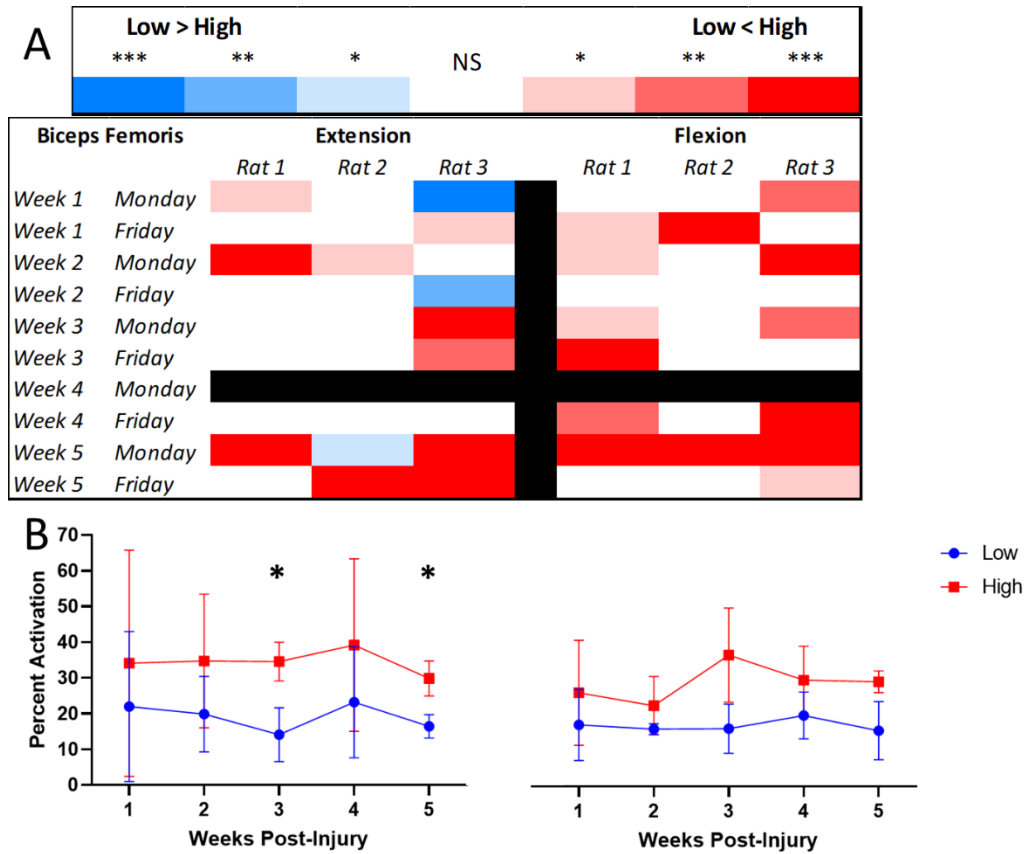 A
Low > High Low < High
*** ** * NS * ** ***
Biceps Femoris Extension Flexion
Rat 1 Rat 2 Rat 3 Rat 1 Rat 2 Rat 3
Week 1 Monday
Week 1 Friday
Week 2 Monday
Week 2 Friday
Week 3 Monday
Week 3 Friday
Week 4 Monday
Week 4 Friday
Week 5 Monday
Week 5 Friday
B
Percent Activation
70
60
50
40
30
20
10
0
* *
1 2 3 4 5
Weeks Post-Injury
1 2 3 4 5
Weeks Post-Injury
Low
High